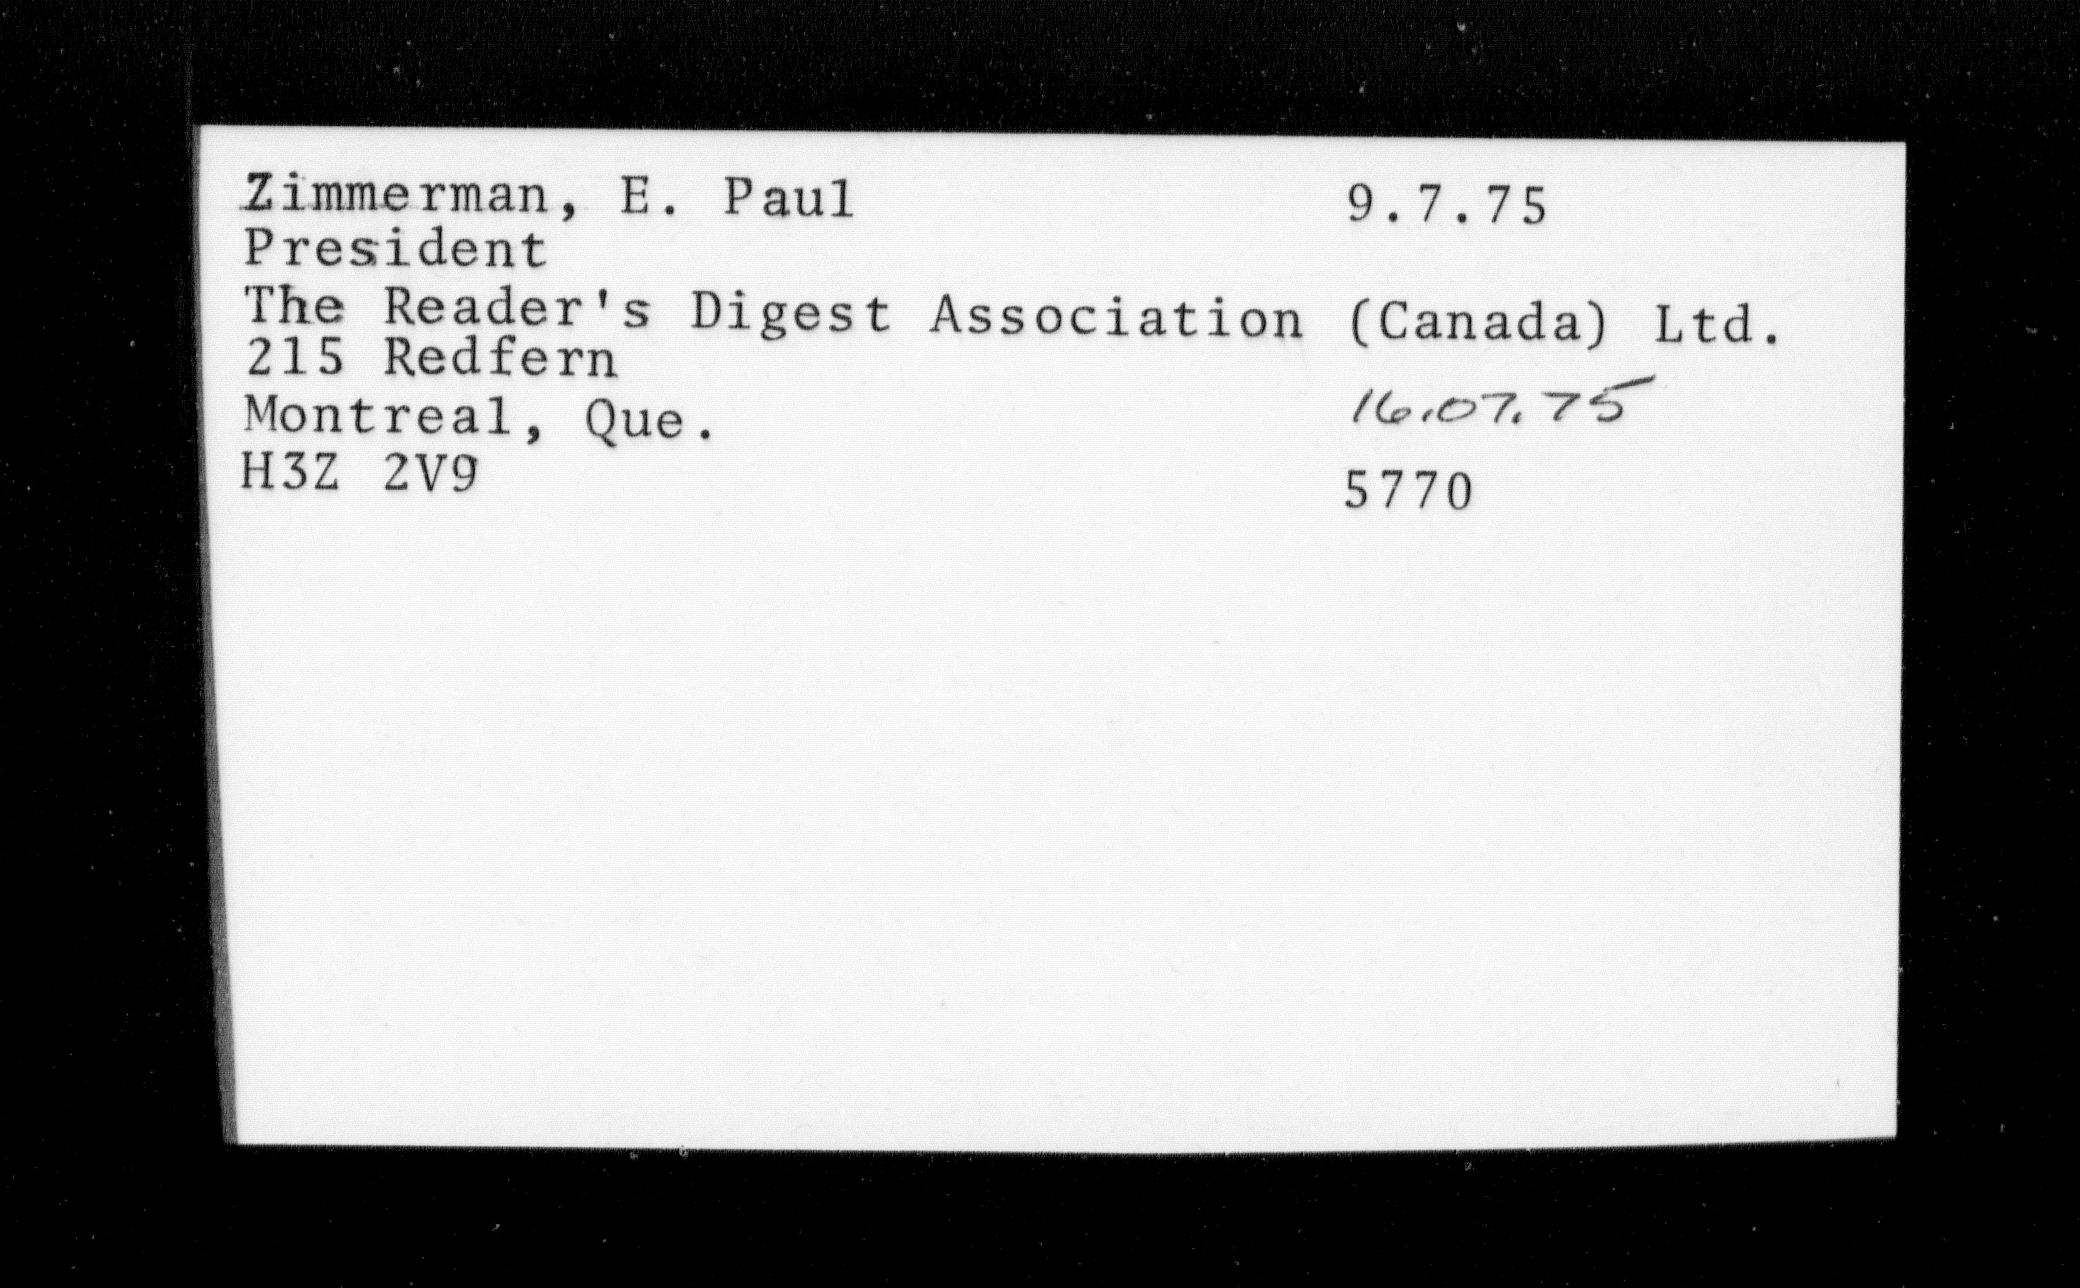 Zimmerman, E. Paul 9.7.75
President
The Reader's Digest Association (Canada) Ltd.
215 Redfern
Montreal, Que. 16.07.75
H3Z 2V9 5770